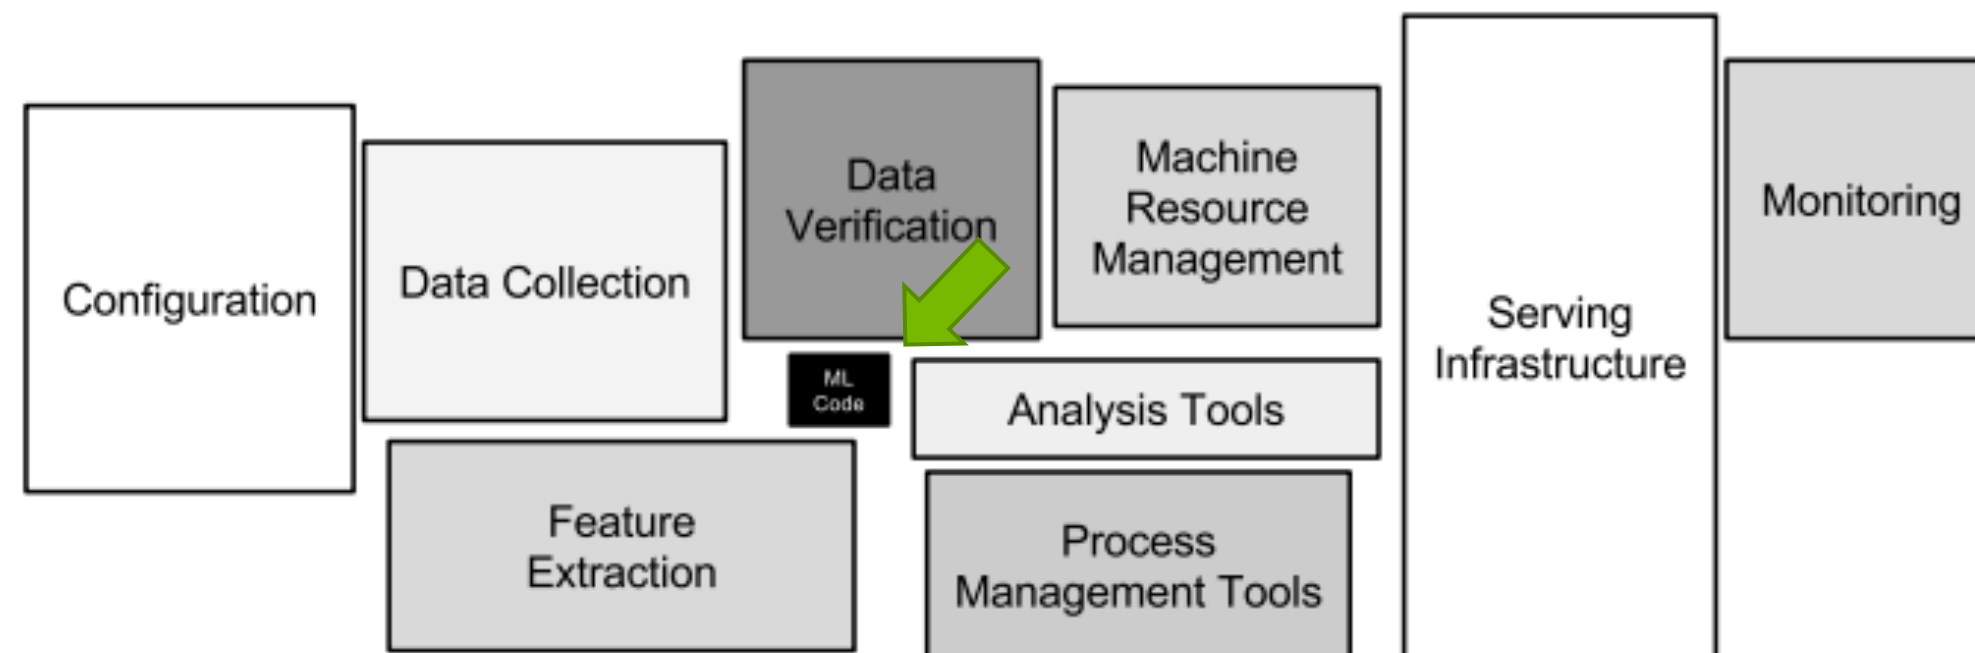 Configuration
Data Collection
Feature
Extraction
Data
Verification
ML
Code
Machine
Resource
Management
Analysis Tools
Process
Management Tools
Serving
Infrastructure
Monitoring